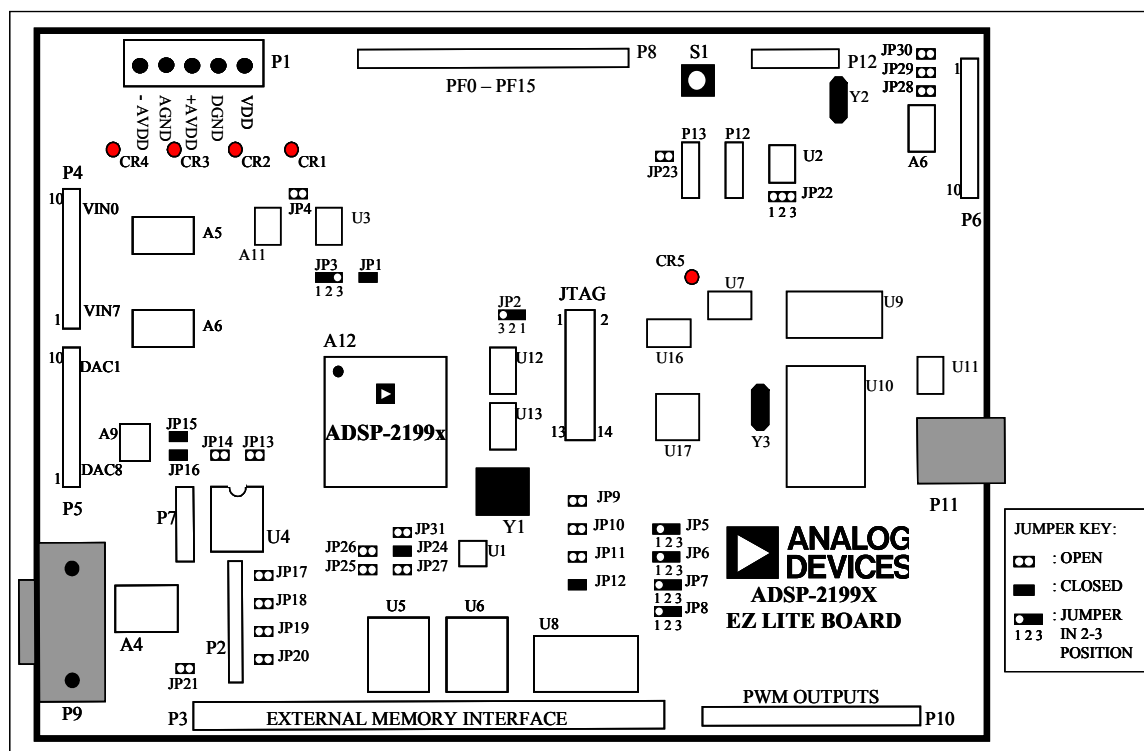 P1
P8
S1
P12
JP30
JP29
JP28
1
PF0 – PF15
Y2
- AVDD
AGND
+AVDD
DGND
VDD
CR4
CR3
CR2
CR1
P13
P12
U2
A6
JP23
P4
10
VIN0
JP4
JP22
1 2 3
10
P6
A5
A11
U3
CR5
JP3
JP1
1 2 3
U7
U9
JTAG
1
2
JP2
3 2 1
1
VIN7
A6
A12
U12
U16
U11
U10
10
DAC1
U13
ADSP-2199x
A9
JP15
JP14
JP13
JP16
13
14
U17
Y3
1
DAC8
P5
P7
U4
Y1
P11
JP9
JP10
JP11
JP12
JP5
1 2 3
JP6
1 2 3
JP7
1 2 3
JP8
1 2 3
JP31
JP26
JP24
JP25
JP27
U1
ANALOG
DEVICES
ADSP-2199X
EZ LITE BOARD
JUMPER KEY:
: OPEN
: CLOSED
: JUMPER
1 2 3
IN 2-3
POSITION
JP17
JP18
JP19
JP20
JP21
P2
A4
U5
U6
U8
P9
P3
EXTERNAL MEMORY INTERFACE
PWM OUTPUTS
P10